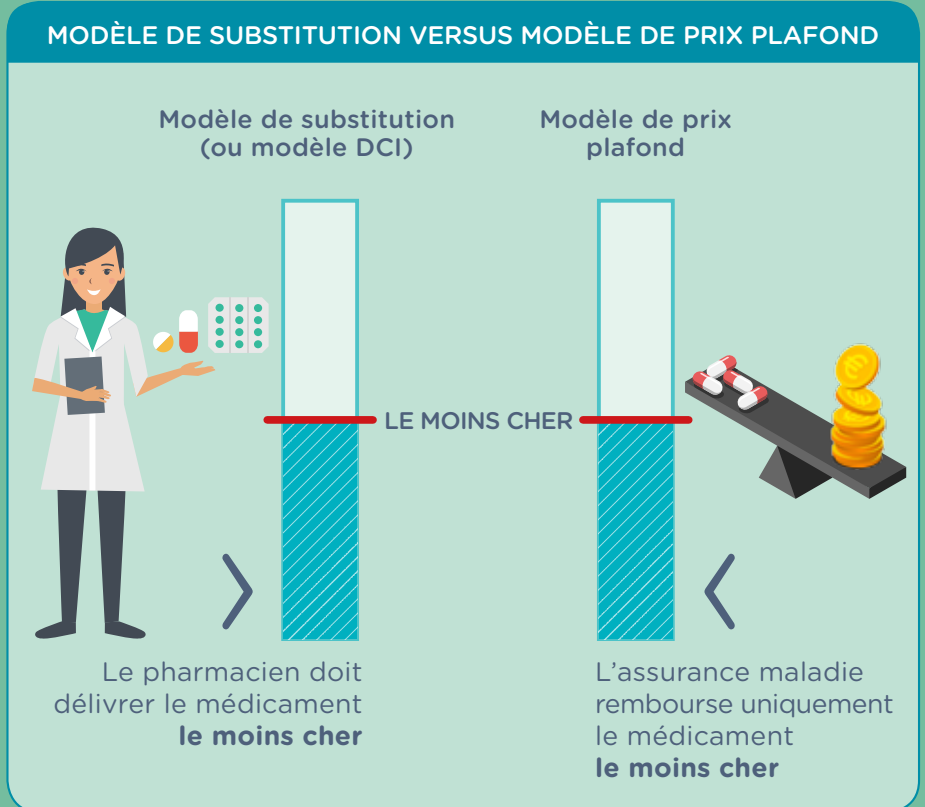 MODÈLE DE SUBSTITUTION VERSUS MODÈLE DE PRIX PLAFOND
Modèle de substitution
(ou modèle DCI)
Modèle de prix
plafond
LE MOINS CHER
Le pharmacien doit
délivrer le médicament
le moins cher
L’assurance maladie
rembourse uniquement
le médicament
le moins cher